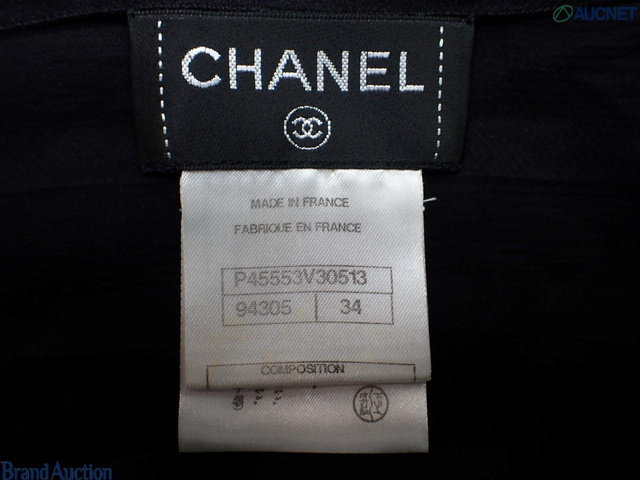 AUCNET
CHANEL
MADE IN FRANCE
FABRIQUE EN FRANCE
P45553V30513
94305 34
COMPOSITION
Brand Auction